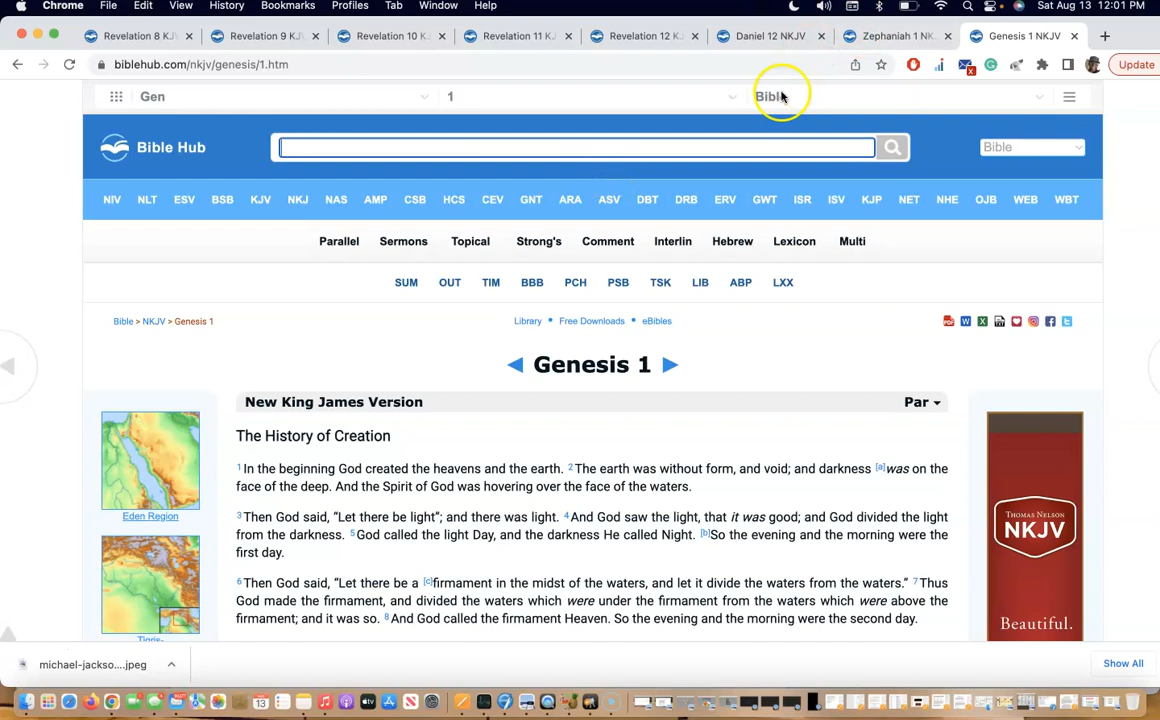 Chrome File Edit View History Bookmarks Profiles Tab Window Help Sat Aug 13 12:01 PM
Revelation 8 KJV Revelation 9 KJV Revelation 10 KJ Revelation 11 KJ Revelation 12 KJ Daniel 12 NKJV Zephaniah 1 NK Genesis 1 NKJV
biblehub.com/nkjv/genesis/1.htm Update
Gen 1 Bible
Bible Hub Bible
NIV NLT ESV BSB KJV NKJ NAS AMP CSB HCS CEV GNT ARA ASV DBT DRB ERV GWT ISR ISV KJP NET NHE OJB WEB WBT
Parallel Sermons Topical Strong's Comment Interlin Hebrew Lexicon Multi
SUM OUT TIM BBB PCH PSB TSK LIB ABP LXX
Bible > NKJV > Genesis 1 Library • Free Downloads • eBibles
◄ Genesis 1 ►
New King James Version Par
The History of Creation
1 In the beginning God created the heavens and the earth. 2 The earth was without form, and void; and darkness [a]was on the
face of the deep. And the Spirit of God was hovering over the face of the waters.
3 Then God said, “Let there be light”; and there was light. 4 And God saw the light, that it was good; and God divided the light
from the darkness. 5 God called the light Day, and the darkness He called Night. [b]So the evening and the morning were the
first day.
6 Then God said, “Let there be a [c]firmament in the midst of the waters, and let it divide the waters from the waters.” 7 Thus
God made the firmament, and divided the waters which were under the firmament from the waters which were above the
firmament; and it was so. 8 And God called the firmament Heaven. So the evening and the morning were the second day.
Eden Region
Tigris-
THOMAS NELSON
NKJV
Beautiful.
michael-jackso....jpeg Show All